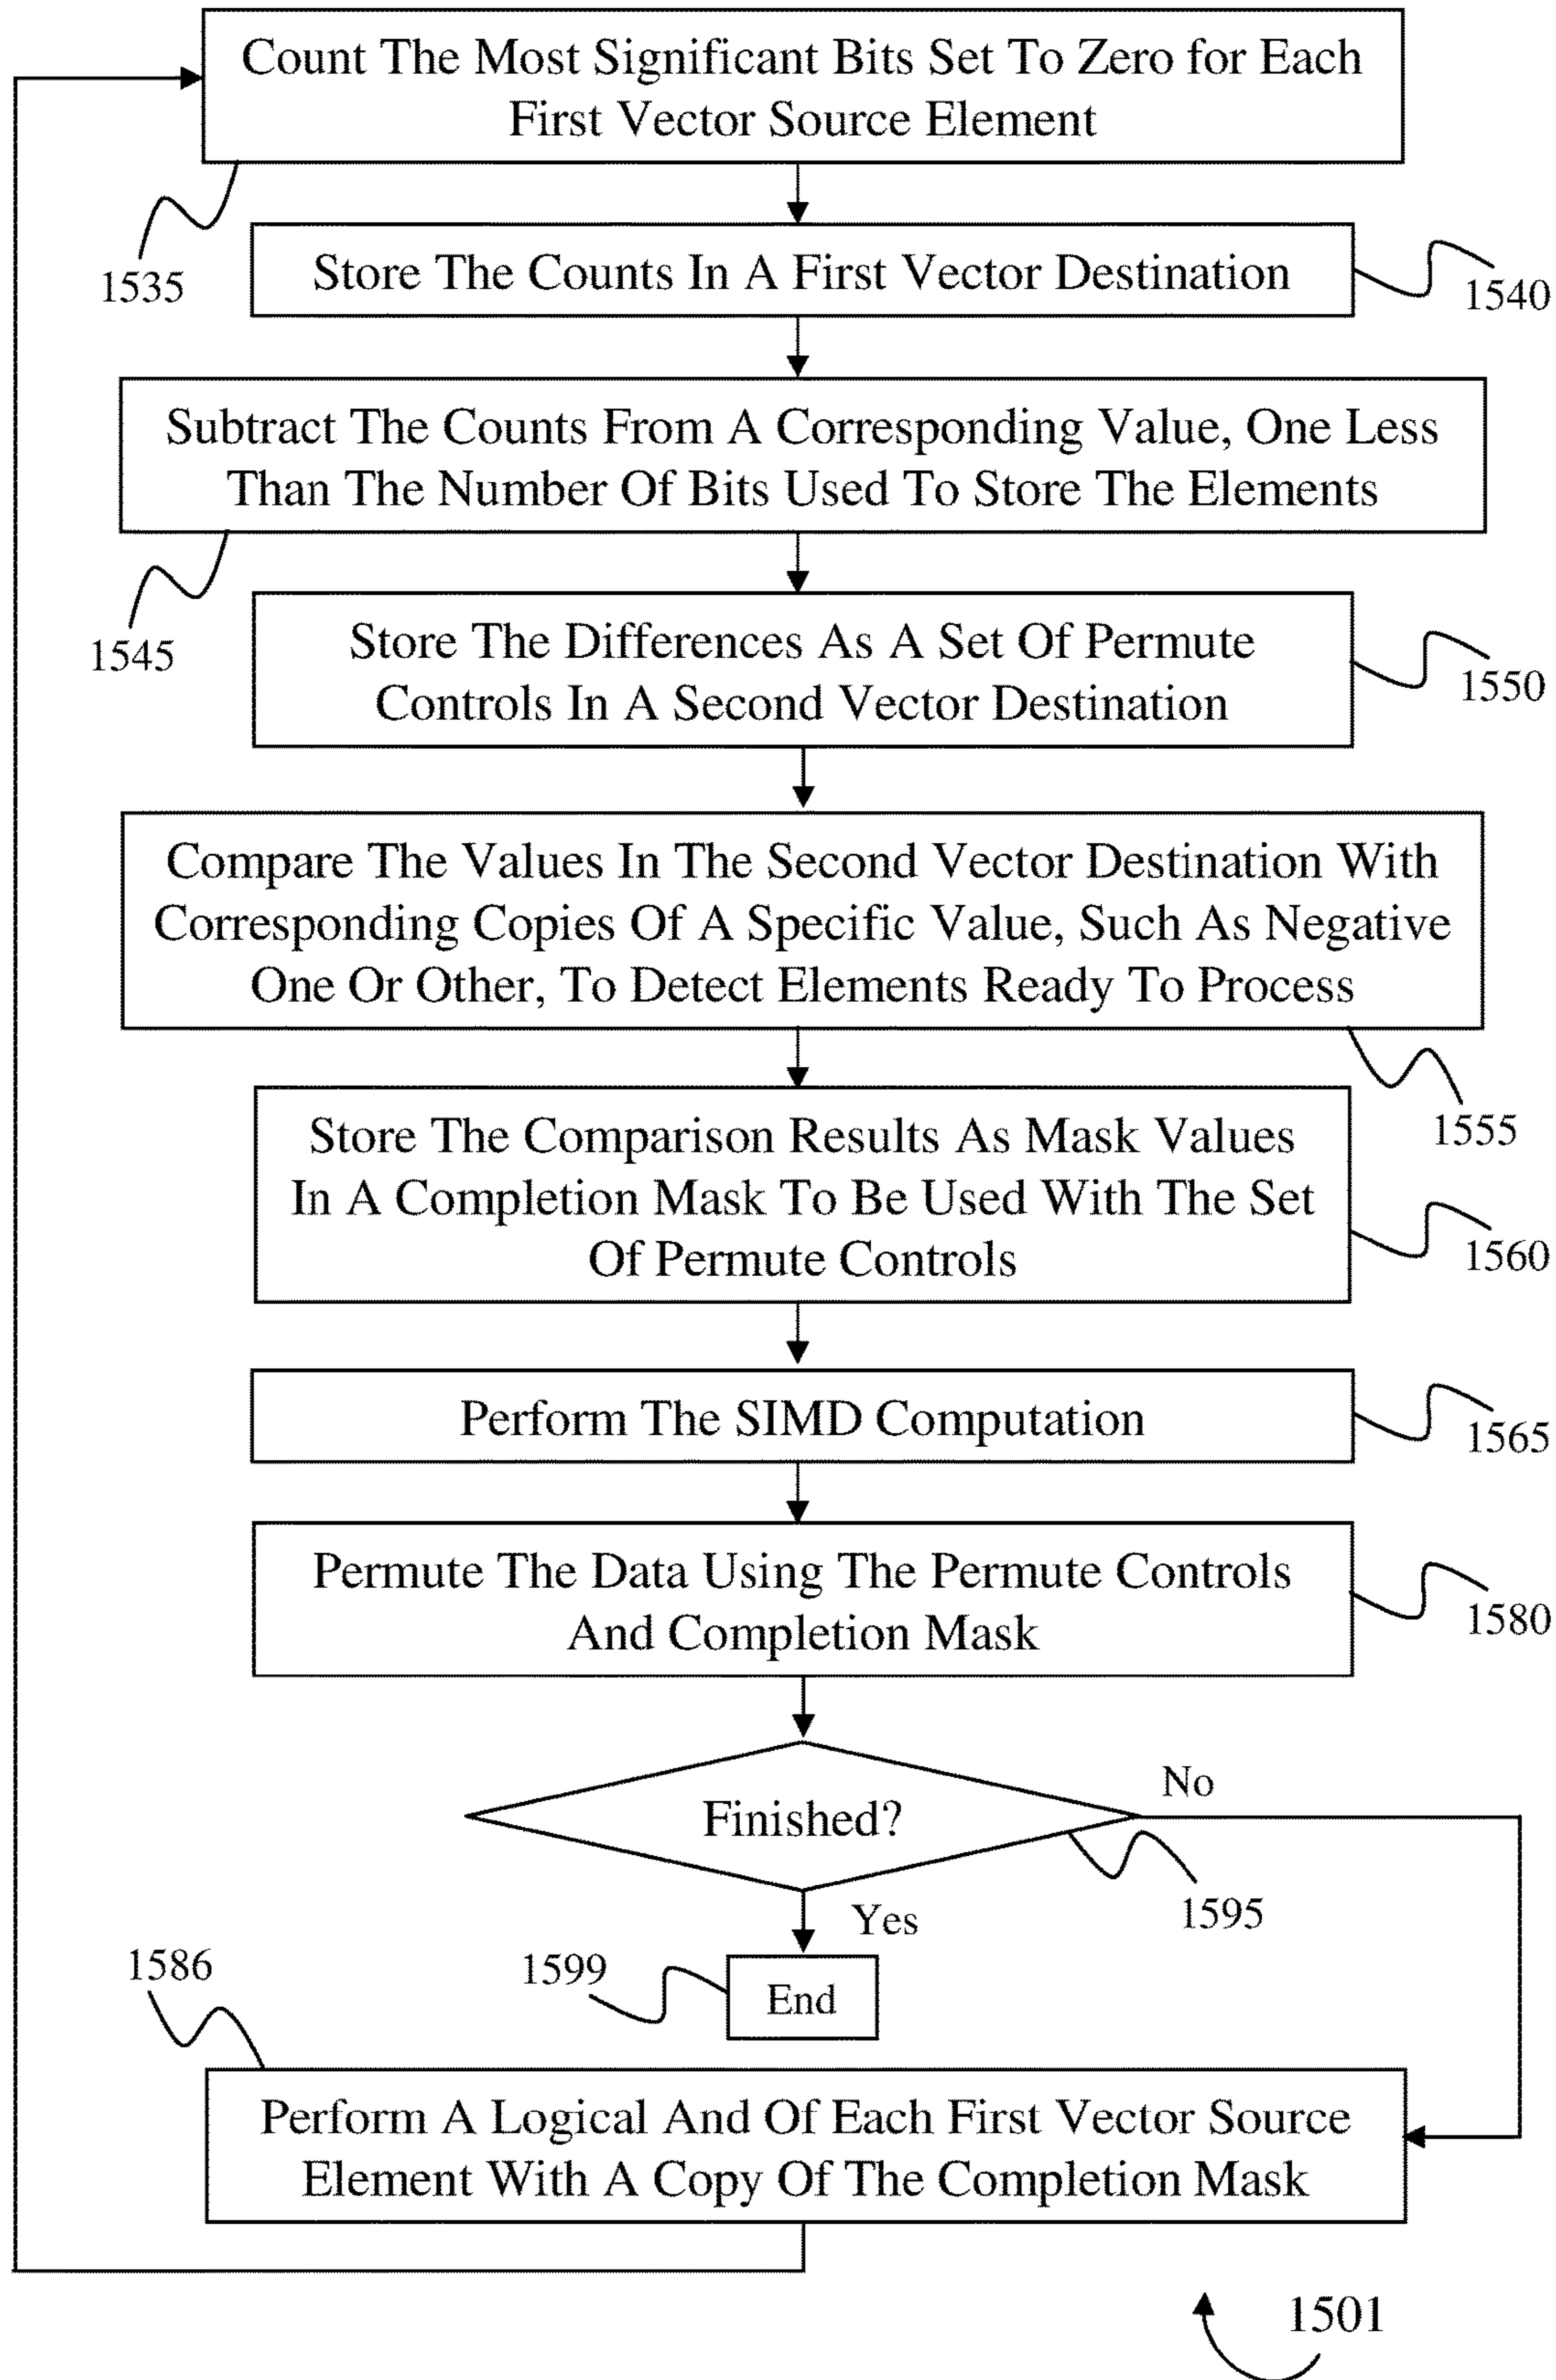 Count The Most Significant Bits Set To Zero for Each
First Vector Source Element
1535
Store The Counts In A First Vector Destination
1540
Subtract The Counts From A Corresponding Value, One Less
Than The Number Of Bits Used To Store The Elements
1545
Store The Differences As A Set Of Permute
Controls In A Second Vector Destination
1550
Compare The Values In The Second Vector Destination With
Corresponding Copies Of A Specific Value, Such As Negative
One Or Other, To Detect Elements Ready To Process
1555
Store The Comparison Results As Mask Values
In A Completion Mask To Be Used With The Set
Of Permute Controls
1560
Perform The SIMD Computation
1565
Permute The Data Using The Permute Controls
And Completion Mask
1580
Finished?
No
1595
Yes
1599
End
1586
Perform A Logical And Of Each First Vector Source
Element With A Copy Of The Completion Mask
1501